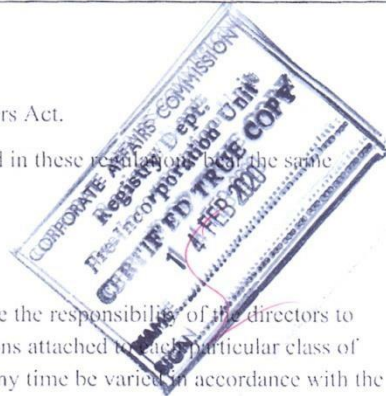 rs Act.
d in these regulations bear the same
CORPORATE AFFAIRS COMMISSION
Registry Dept.
Pre-Incorporation Unit
CERTIFIED TRUE COPY
14 FEB 2020
NAME
SIGN
e the responsibility of the directors to
ns attached to each particular class of
ny time be varied in accordance with the